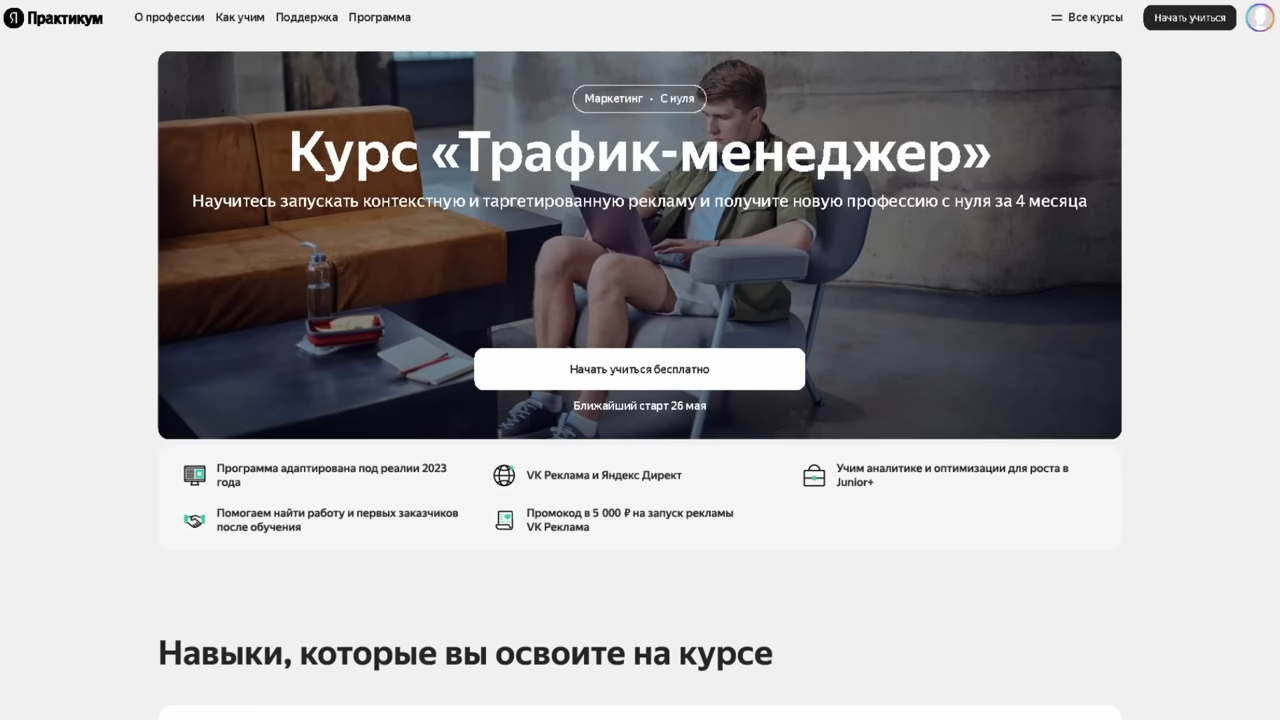 Я Практикум
О профессии Как учим Поддержка Программа
Все курсы
Начать учиться
Маркетинг • С нуля
Курс «Трафик-менеджер»
Научитесь запускать контекстную и таргетированную рекламу и получите новую профессию с нуля за 4 месяца
Начать учиться бесплатно
Ближайший старт 26 мая
Программа адаптирована под реалии 2023
года
VK Реклама и Яндекс Директ
Учим аналитике и оптимизации для роста в
Junior+
Помогаем найти работу и первых заказчиков
после обучения
Промокод в 5 000 ₽ на запуск рекламы
VK Реклама
Навыки, которые вы освоите на курсе